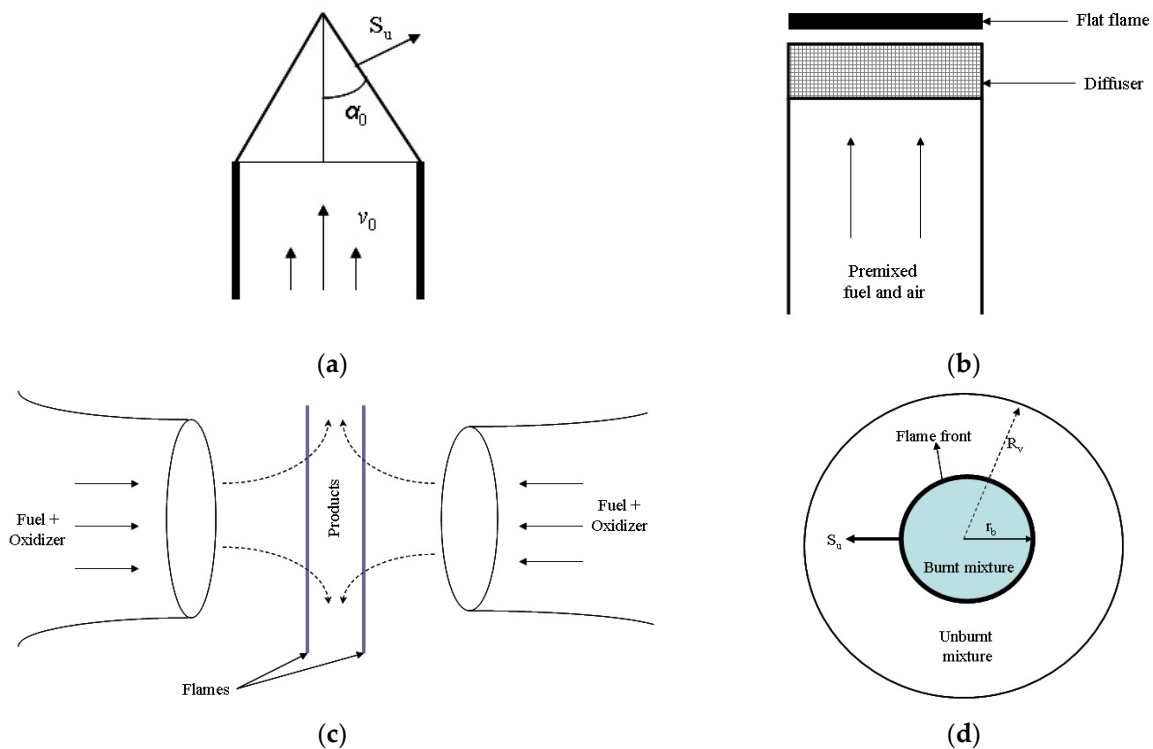 S_u
α_0
v_0
(a)
Flat flame
Diffuser
Premixed
fuel and air
(b)
Fuel +
Oxidizer
Products
Fuel +
Oxidizer
Flames
(c)
Flame front
R_v
S_u
r_b
Burnt mixture
Unburnt
mixture
(d)